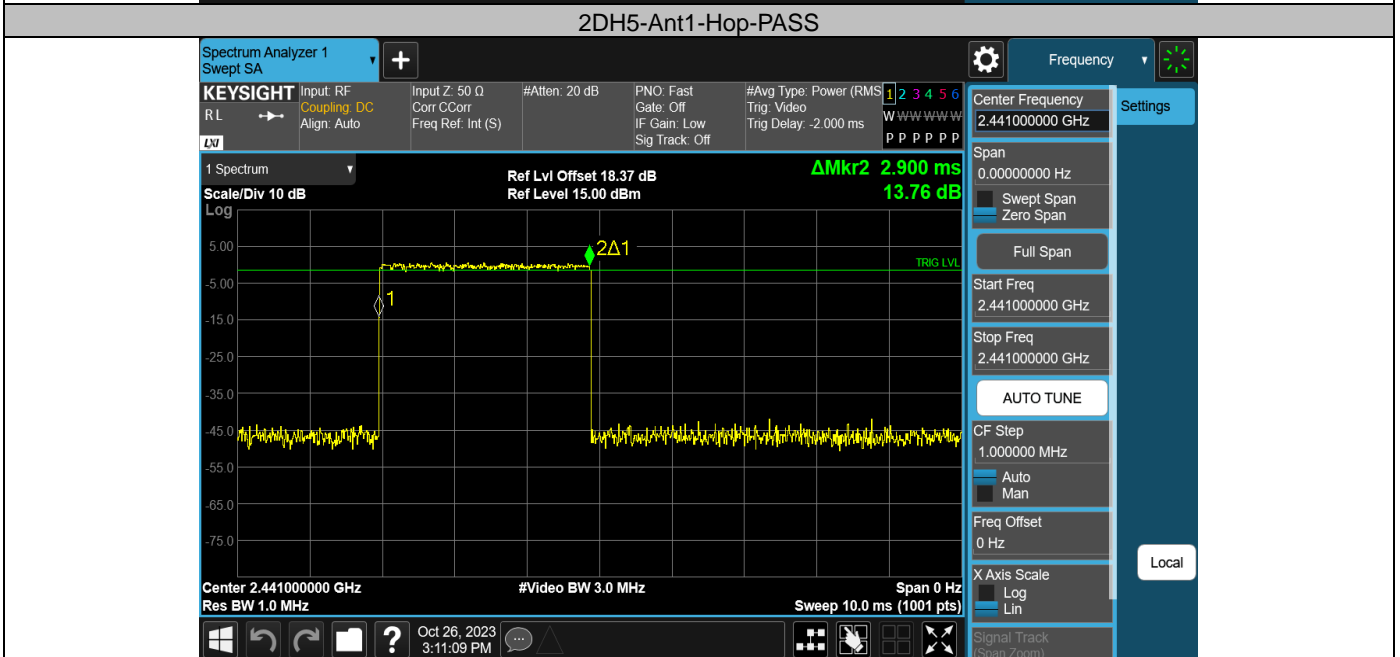 2DH5-Ant1-Hop-PASS
Spectrum Analyzer 1
Swept SA
+
Frequency
KEYSIGHT
RL
LXI
Input: RF
Coupling: DC
Align: Auto
Input Z: 50 Ω
Corr CCorr
Freq Ref: Int (S)
#Atten: 20 dB
PNO: Fast
Gate: Off
IF Gain: Low
Sig Track: Off
#Avg Type: Power (RMS
Trig: Video
Trig Delay: -2.000 ms
1 2 3 4 5 6
W W W W W W
P P P P P P
1 Spectrum
Scale/Div 10 dB
Log
Ref Lvl Offset 18.37 dB
Ref Level 15.00 dBm
ΔMkr2 2.900 ms
13.76 dB
5.00
-5.00
-15.0
-25.0
-35.0
-45.0
-55.0
-65.0
-75.0
2Δ1
1
TRIG LVL
Center 2.441000000 GHz
#Video BW 3.0 MHz
Span 0 Hz
Res BW 1.0 MHz
Sweep 10.0 ms (1001 pts)
Center Frequency
2.441000000 GHz
Settings
Span
0.00000000 Hz
Swept Span
Zero Span
Full Span
Start Freq
2.441000000 GHz
Stop Freq
2.441000000 GHz
AUTO TUNE
CF Step
1.000000 MHz
Auto
Man
Freq Offset
0 Hz
X Axis Scale
Log
Lin
Signal Track
(Span Zoom)
Local
?
Oct 26, 2023
3:11:09 PM